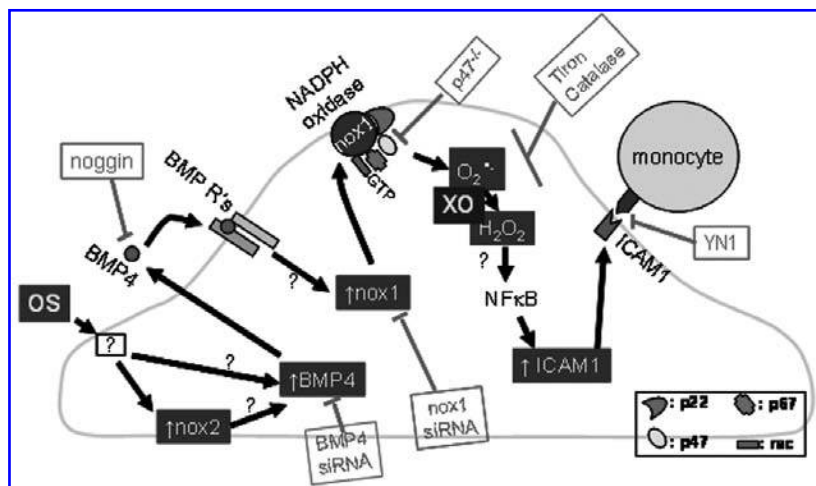 noggin
BMP4
BMP R's
NADPH
oxidase
nox1
GTP
p47-/-
Tiron
Catalase
O₂•-
XO
H₂O₂
?
NFκB
↑ ICAM1
ICAM1
monocyte
YN1
OS
?
?
↑nox2
?
↑BMP4
?
↑nox1
BMP4
siRNA
nox1
siRNA
: p22
: p67
: p47
: rac